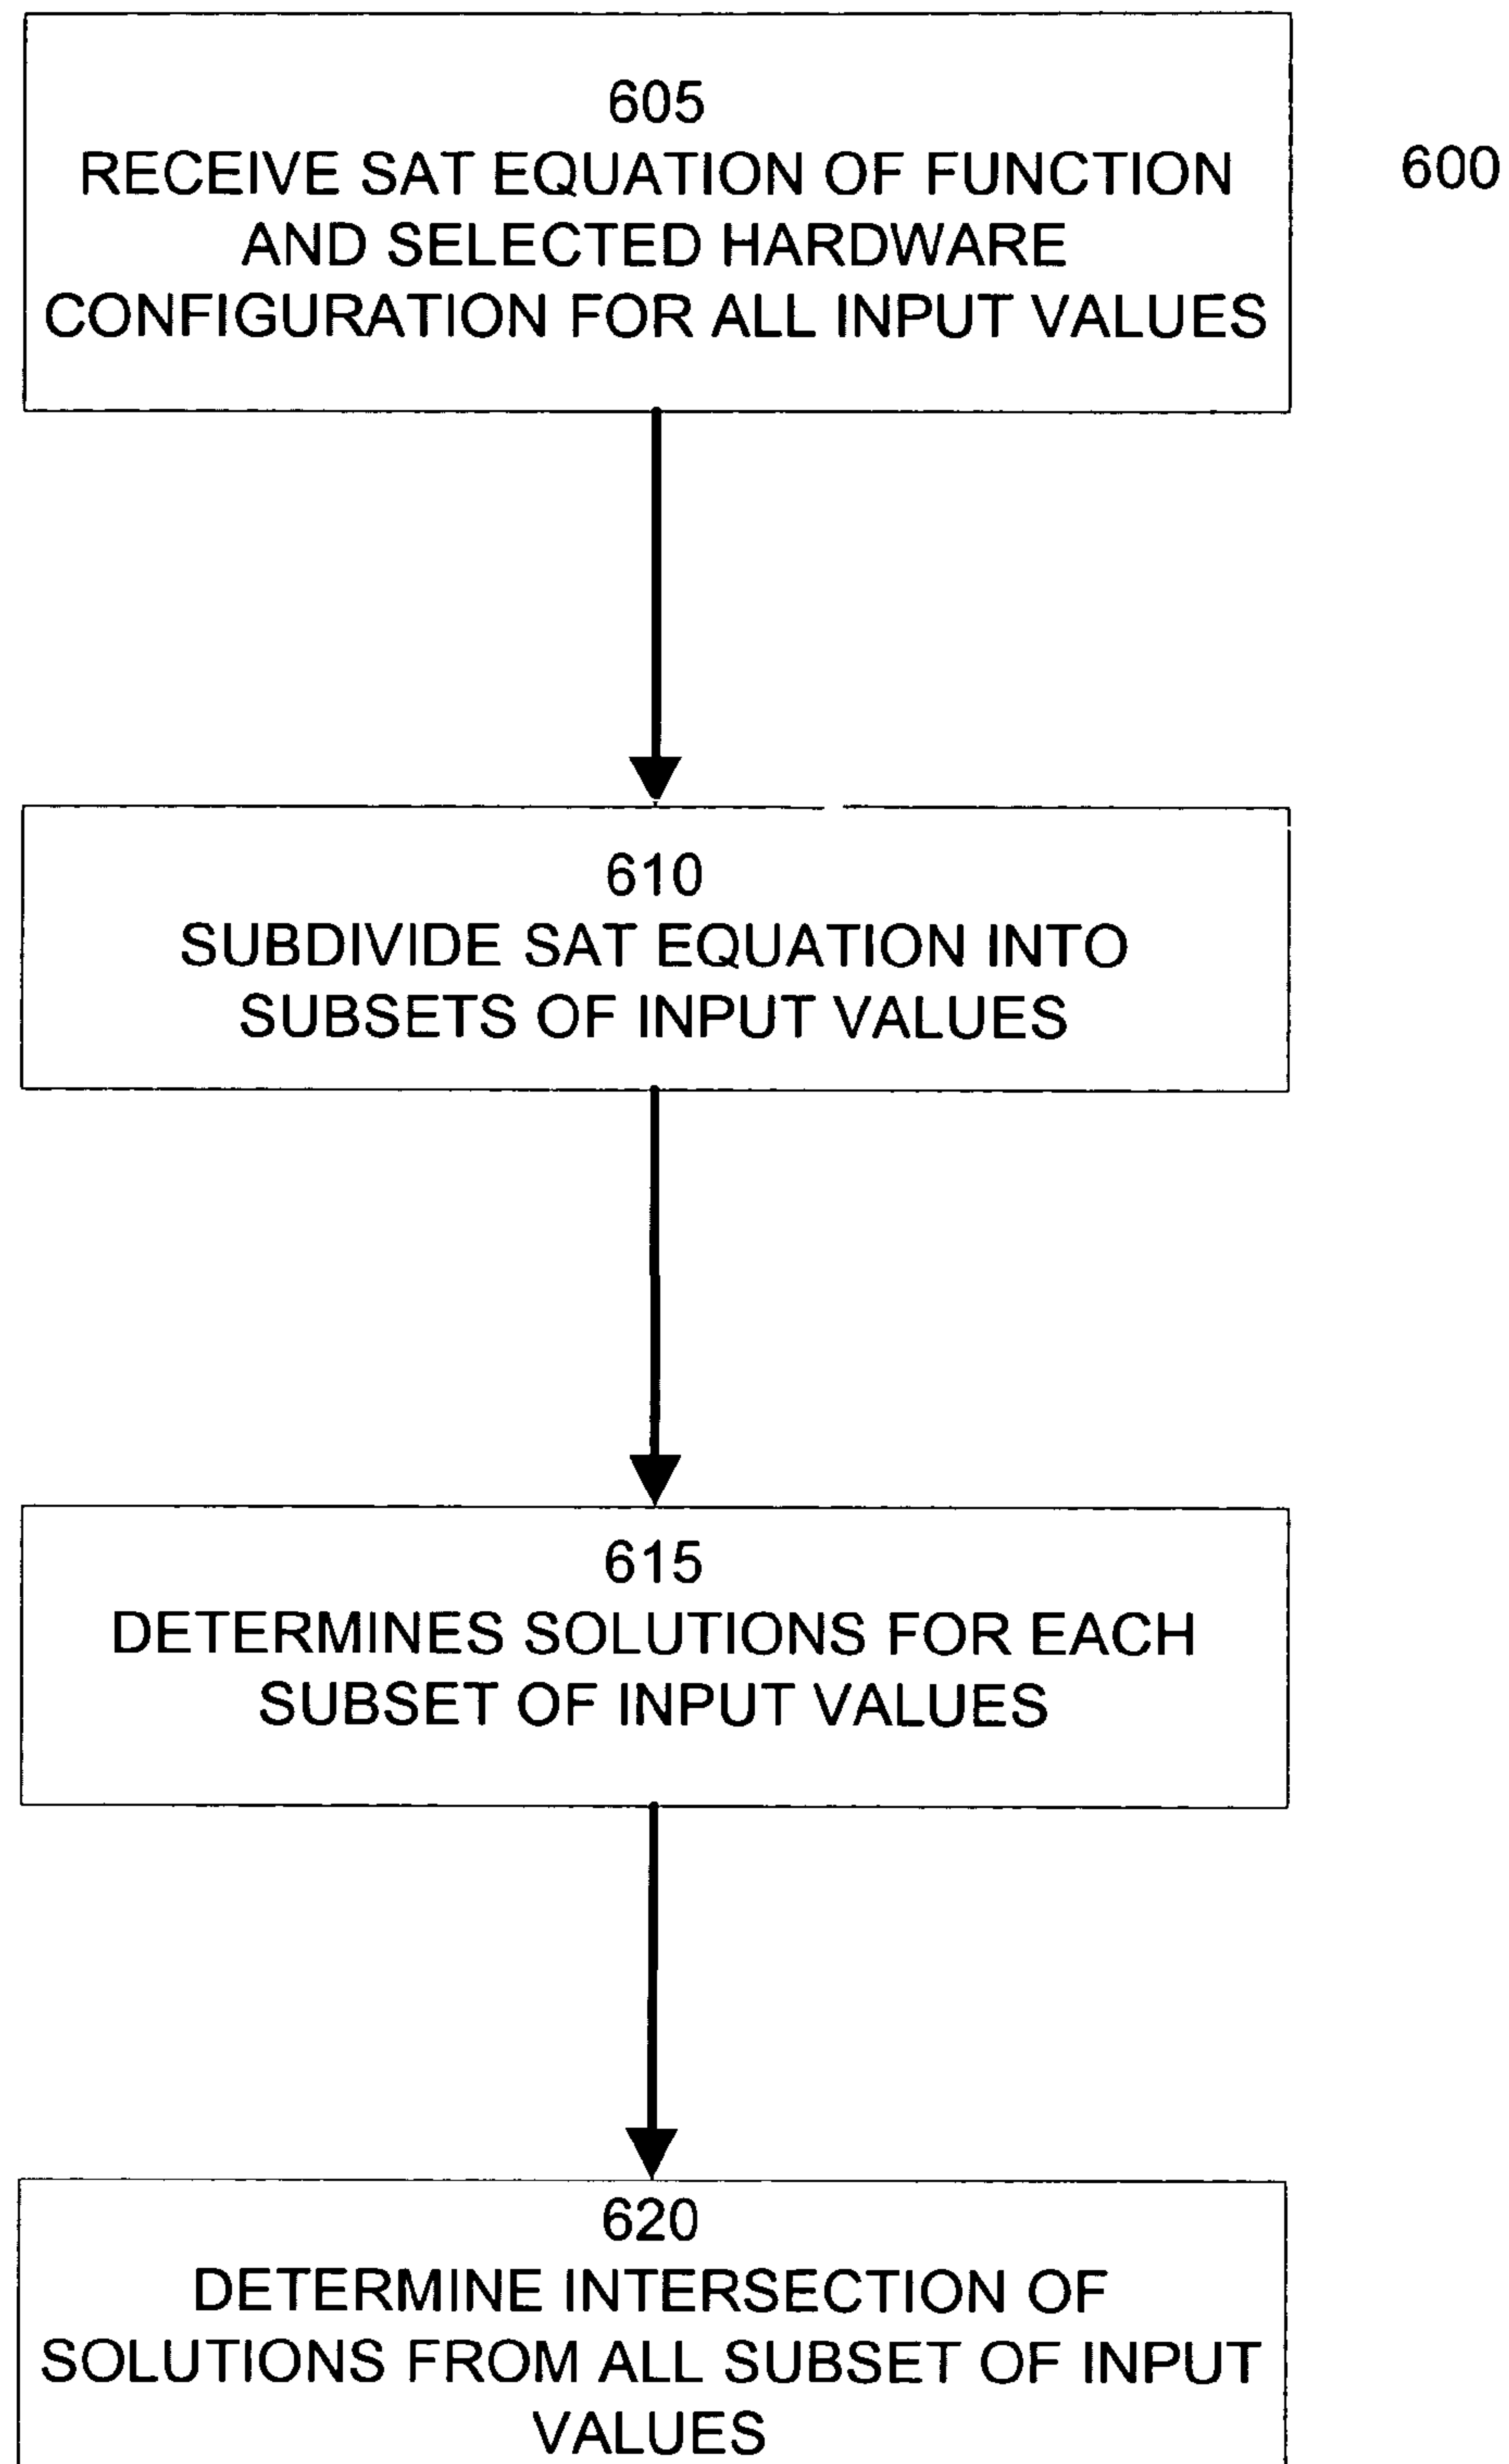 605
RECEIVE SAT EQUATION OF FUNCTION
AND SELECTED HARDWARE
CONFIGURATION FOR ALL INPUT VALUES
600
610
SUBDIVIDE SAT EQUATION INTO
SUBSETS OF INPUT VALUES
615
DETERMINES SOLUTIONS FOR EACH
SUBSET OF INPUT VALUES
620
DETERMINE INTERSECTION OF
SOLUTIONS FROM ALL SUBSET OF INPUT
VALUES